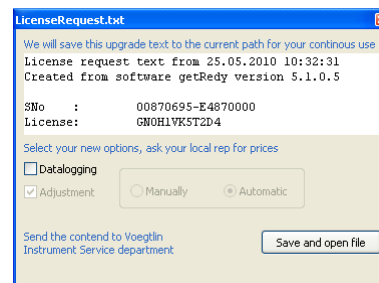 LicenseRequest.txt
We will save this upgrade text to the current path for your continous use
License request text from 25.05.2010 10:32:31
Created from software getRedy version 5.1.0.5
SNo : 00870695-E4870000
License: GN0H1VK5T2D4
Select your new options, ask your local rep for prices
Datalogging
Adjustment
Manually
Automatic
Send the contend to Voegtlin
Instrument Service
department
Save and open file